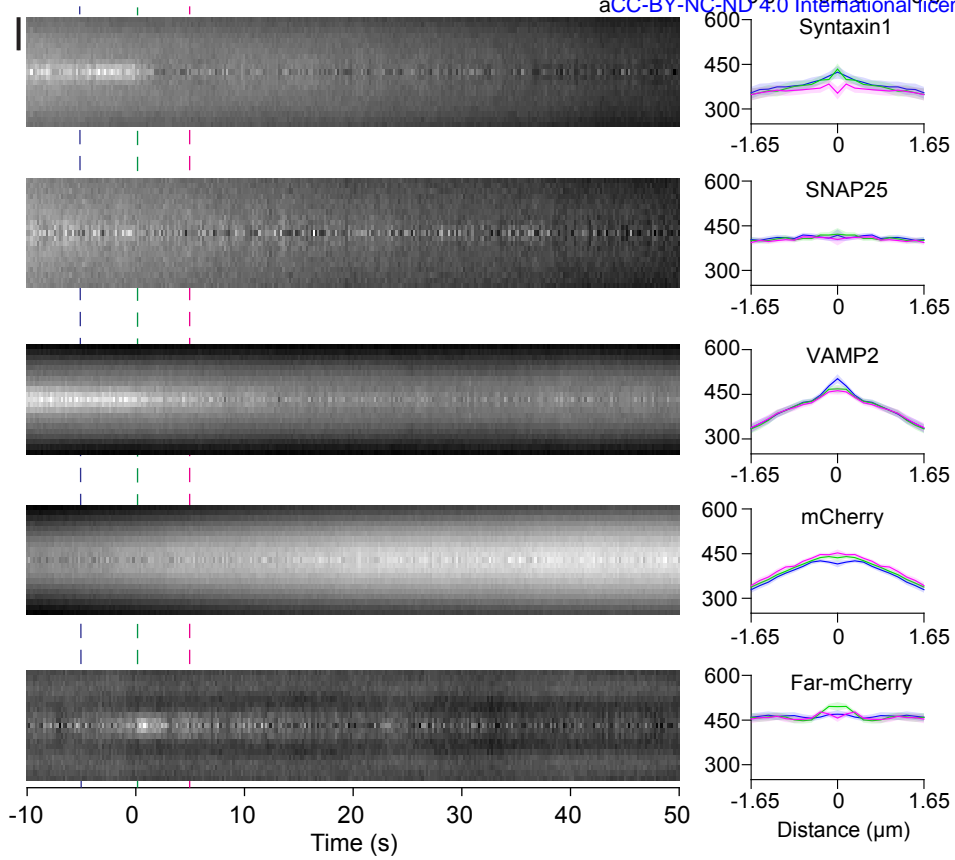 aCC-BY-NC-ND 4.0 International licen
600
Syntaxin1
450
300
-1.65 0 1.65
600
SNAP25
450
300
-1.65 0 1.65
600
VAMP2
450
300
-1.65 0 1.65
600
mCherry
450
300
-1.65 0 1.65
600
Far-mCherry
450
300
-1.65 0 1.65
Distance (µm)
-10 0 10 20 30 40 50
Time (s)